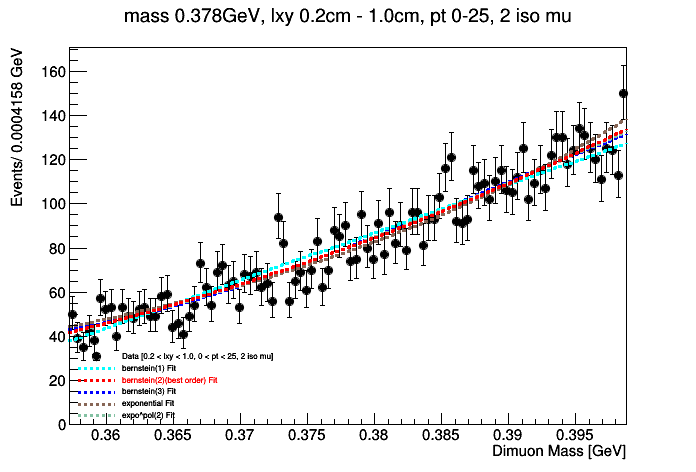 mass 0.378GeV, lxy 0.2cm - 1.0cm, pt 0-25, 2 iso mu
Events/ 0.0004158 GeV
160
140
120
100
80
60
40
20
0
Data [0.2 < lxy < 1.0, 0 < pt < 25, 2 iso mu]
bernstein(1) Fit
bernstein(2)(best order) Fit
bernstein(3) Fit
exponential Fit
expo*pol(2) Fit
0.36 0.365 0.37 0.375 0.38 0.385 0.39 0.395
Dimuon Mass [GeV]